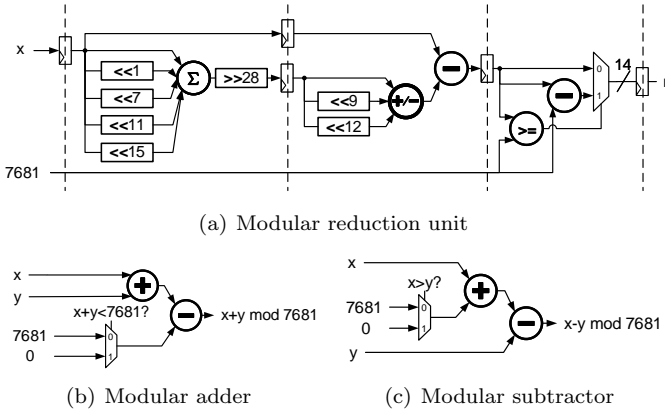 x
<<1
<<7
<<11
<<15
Σ
>>28
<<9
<<12
+/−
−
>=
−
0
1
14
7681
(a) Modular reduction unit
x
y
+
x+y<7681?
7681
0
0
1
−
x+y mod 7681
(b) Modular adder
x
x>y?
7681
0
0
1
y
+
−
x-y mod 7681
(c) Modular subtractor